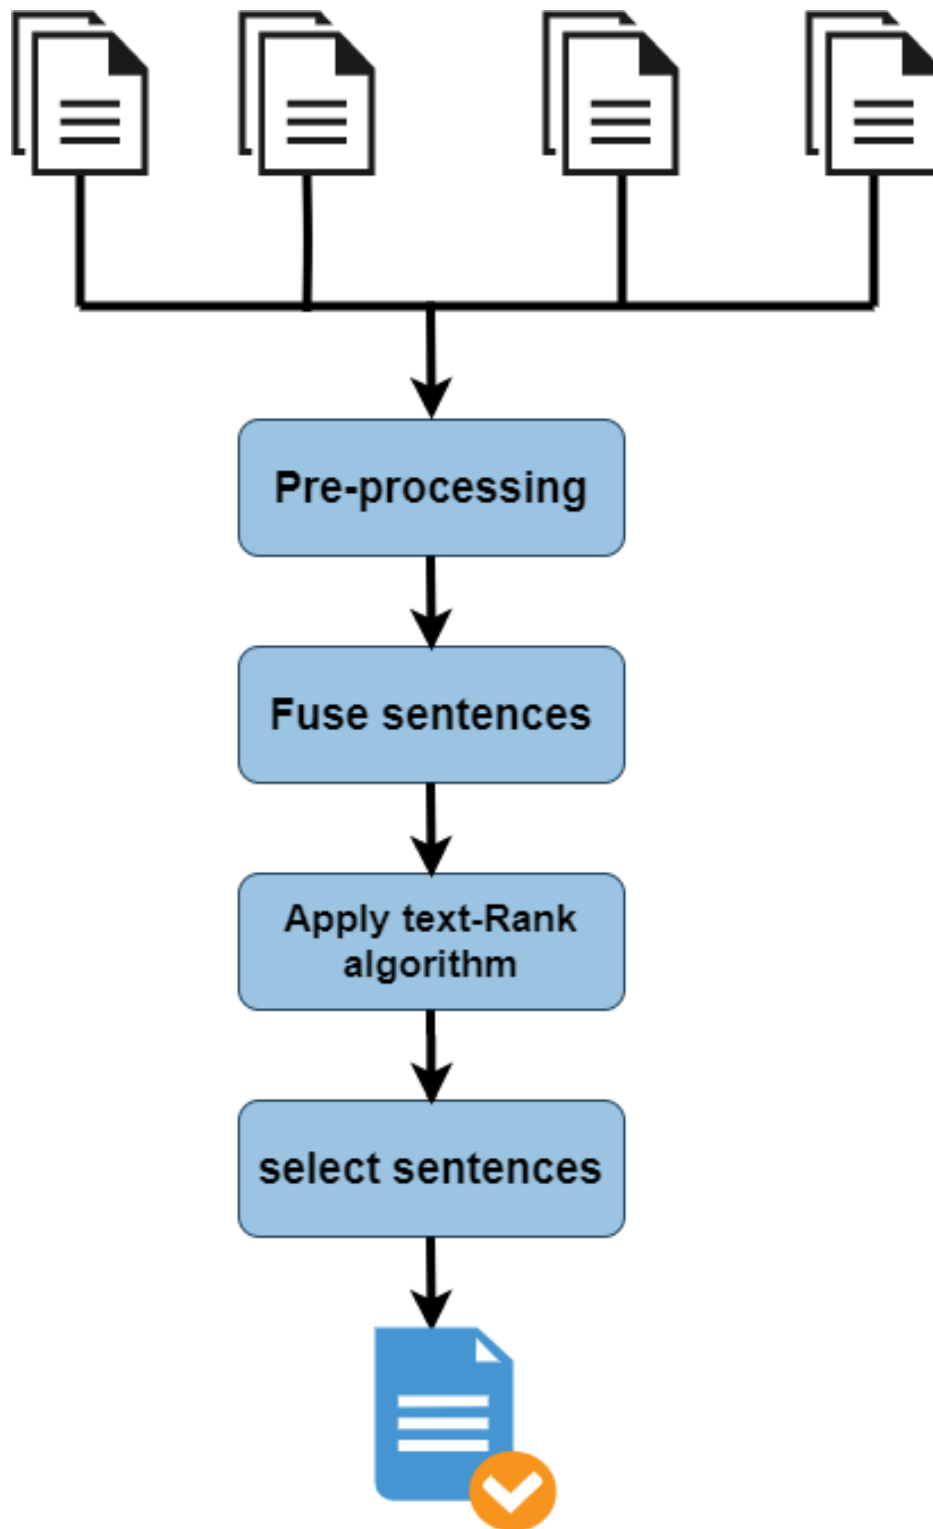 Pre-processing
Fuse sentences
Apply text-Rank
algorithm
select sentences